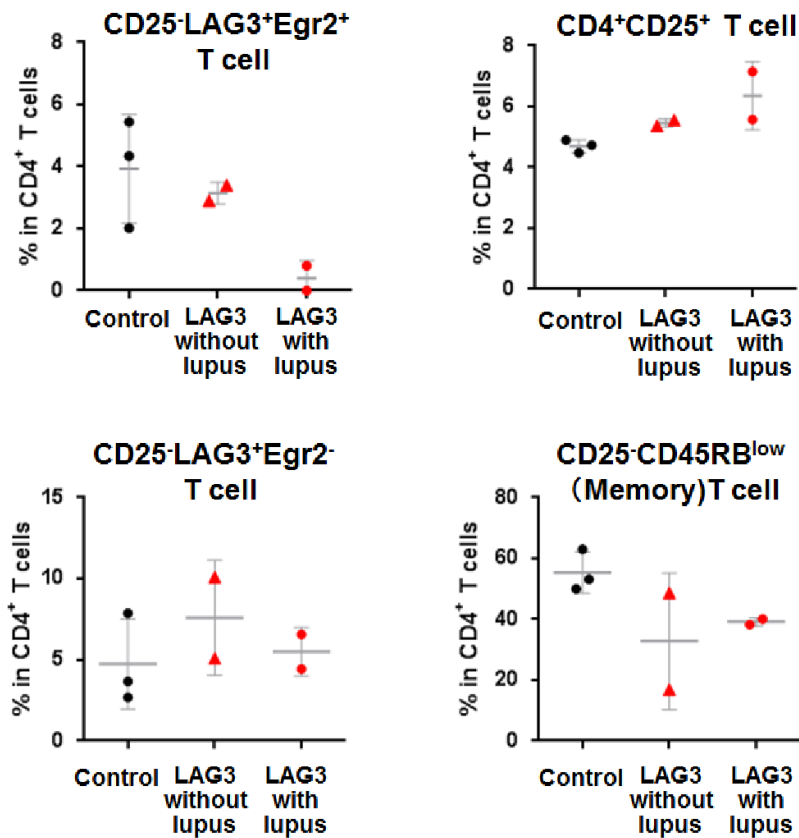 CD25⁻LAG3⁺Egr2⁺
T cell
% in CD4⁺ T cells
8
6
4
2
0
Control
LAG3
without
lupus
LAG3
with
lupus
CD4⁺CD25⁺ T cell
% in CD4⁺ T cells
8
6
4
2
0
Control
LAG3
without
lupus
LAG3
with
lupus
CD25⁻LAG3⁺Egr2⁻
T cell
% in CD4⁺ T cells
15
10
5
0
Control
LAG3
without
lupus
LAG3
with
lupus
CD25⁻CD45RBˡᵒʷ
（Memory)T cell
% in CD4⁺ T cells
80
60
40
20
0
Control
LAG3
without
lupus
LAG3
with
lupus